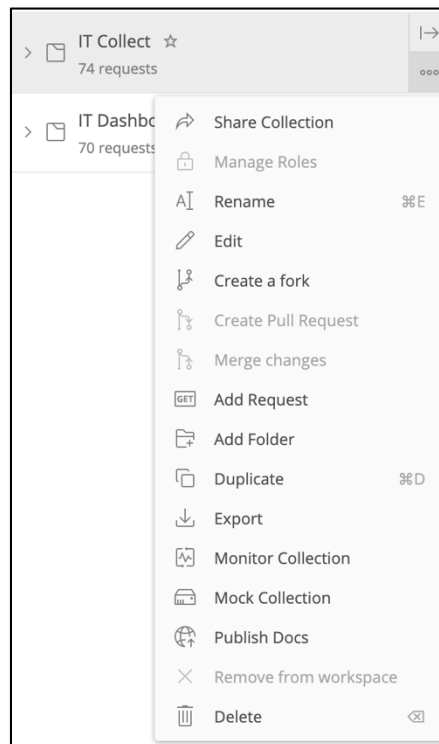 IT Collect
74 requests
IT Dashbo
70 requests
Share Collection
Manage Roles
Rename ⌘E
Edit
Create a fork
Create Pull Request
Merge changes
GET Add Request
Add Folder
Duplicate ⌘D
Export
Monitor Collection
Mock Collection
Publish Docs
Remove from workspace
Delete ⌫